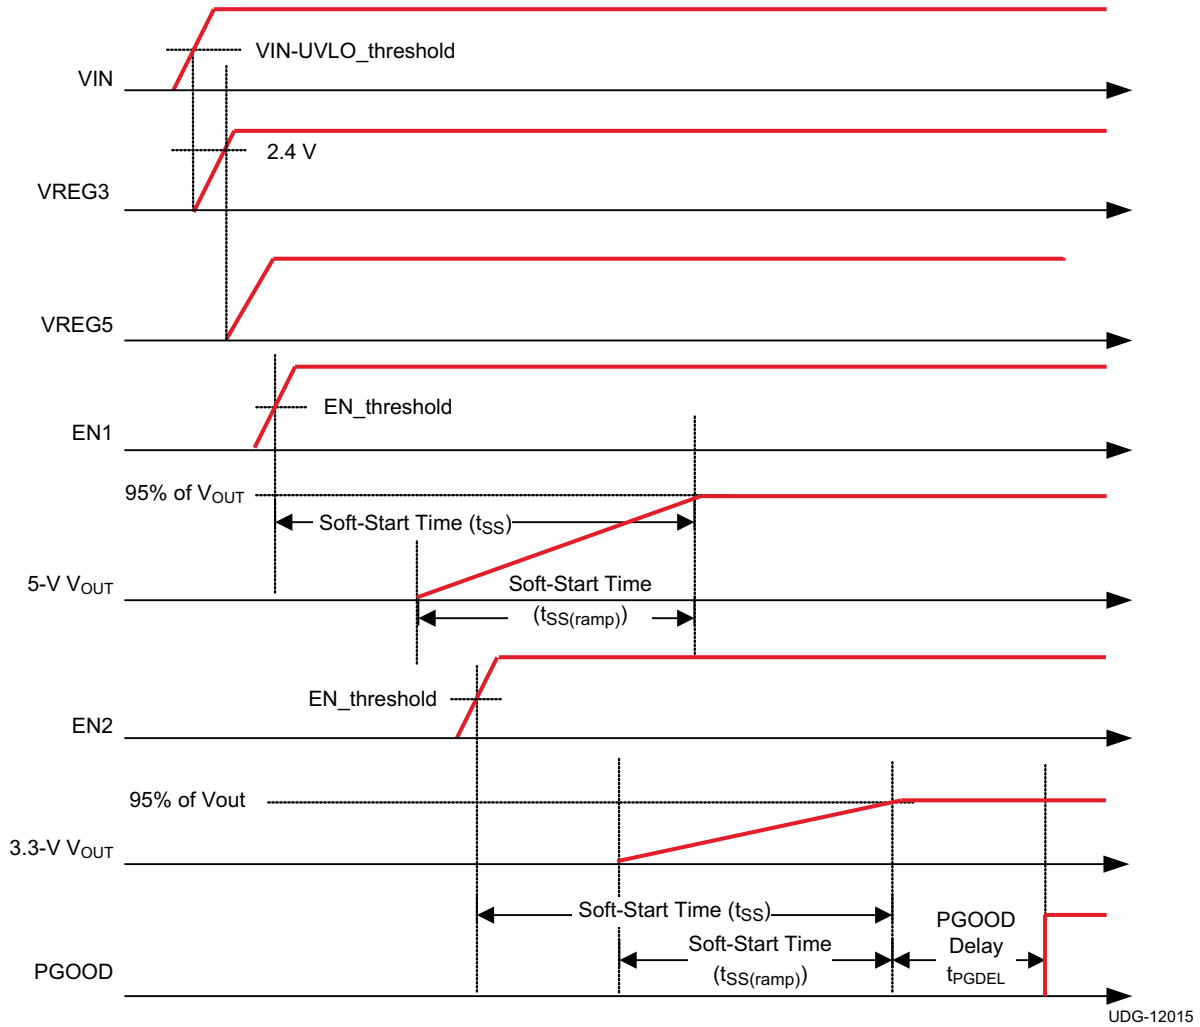 VIN-UVLO_threshold
VIN
2.4 V
VREG3
VREG5
EN_threshold
EN1
95% of VOUT
Soft-Start Time (tSS)
5-V VOUT
Soft-Start Time
(tSS(ramp))
EN_threshold
EN2
95% of Vout
3.3-V VOUT
Soft-Start Time (tSS)
PGOOD
Delay
tPGDEL
Soft-Start Time
(tSS(ramp))
PGOOD
UDG-12015